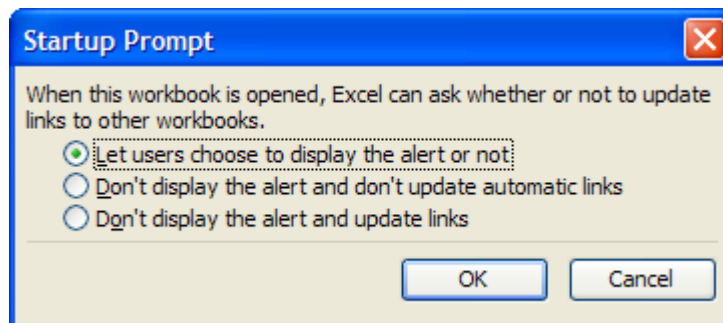 Startup Prompt
When this workbook is opened, Excel can ask whether or not to update
links to other workbooks.
Let users choose to display the alert or not
Don't display the alert and don't update automatic links
Don't display the alert and update links
OK Cancel